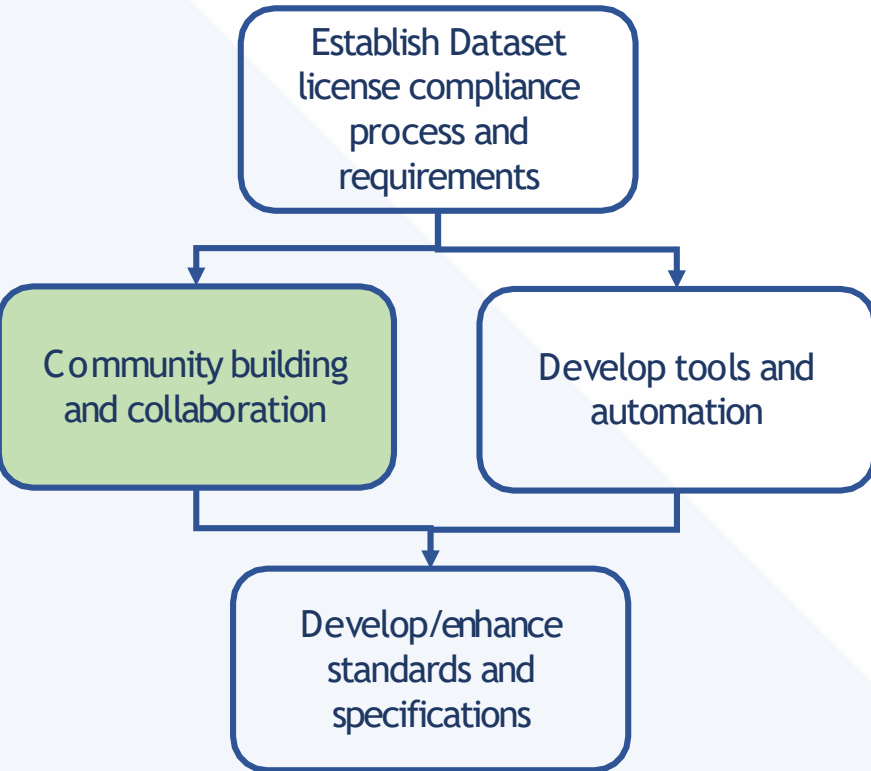 Establish Dataset
license compliance
process and
requirements
Community building
and collaboration
Develop tools and
automation
Develop/enhance
standards and
specifications